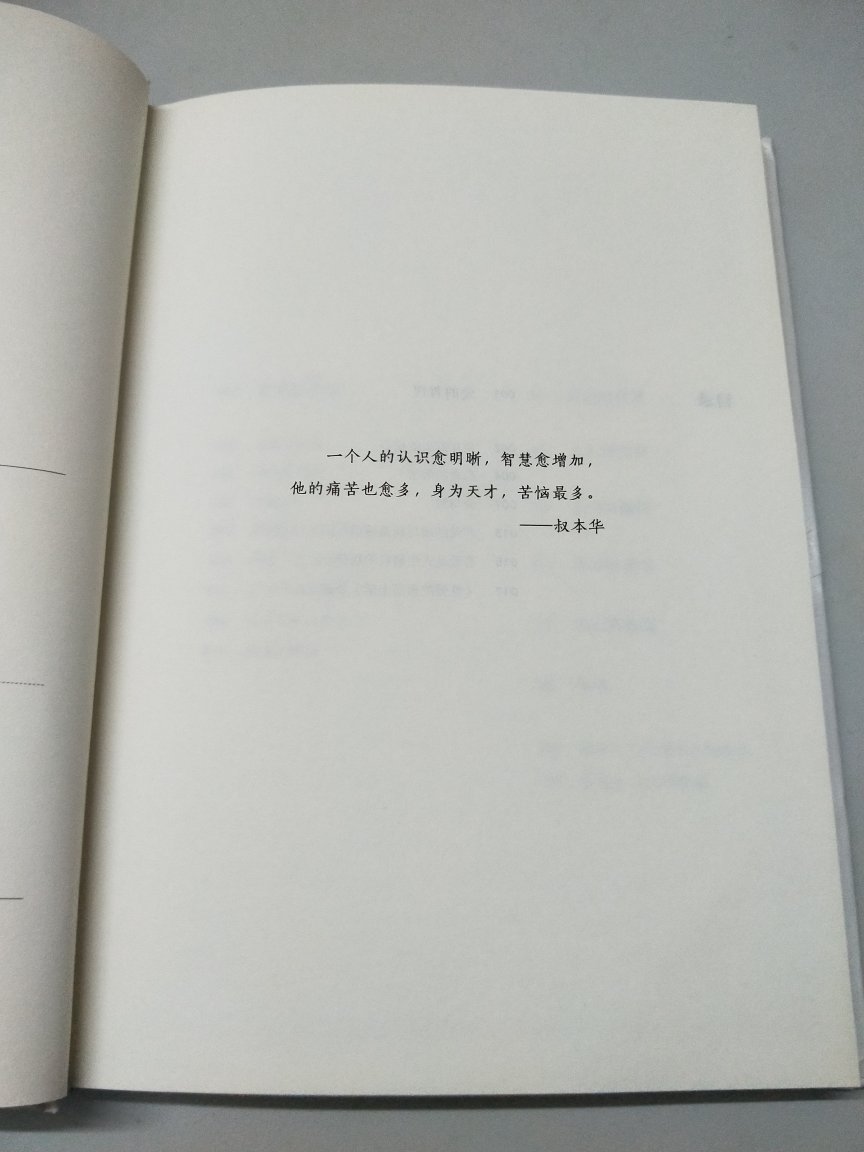 一个人的认识愈明晰，智慧愈增加，
他的痛苦也愈多，身为天才，苦恼最多。
——叔本华